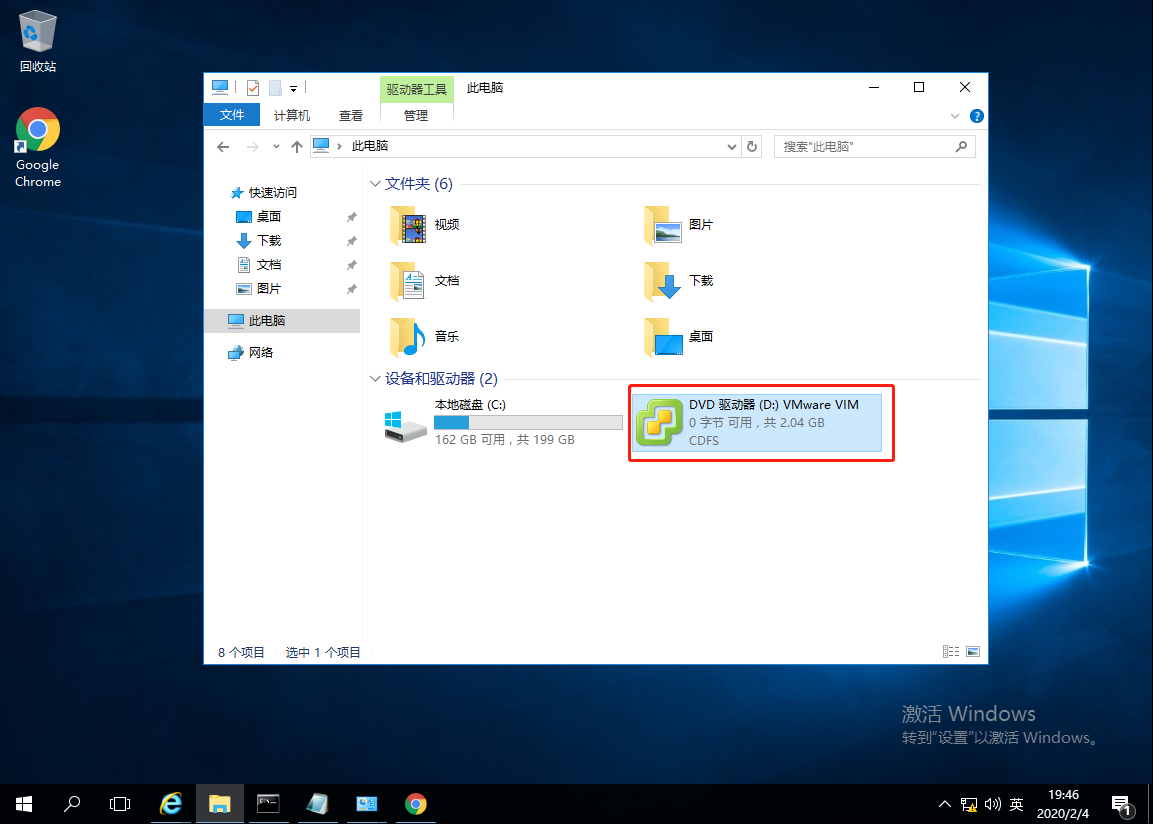 回收站
Google
Chrome
驱动器工具
此电脑
文件
计算机
查看
管理
此电脑
搜索"此电脑"
快速访问
桌面
下载
文档
图片
此电脑
网络
文件夹 (6)
视频
图片
文档
下载
音乐
桌面
设备和驱动器 (2)
本地磁盘 (C:)
162 GB 可用，共 199 GB
DVD 驱动器 (D:) VMware VIM
0 字节 可用，共 2.04 GB
CDFS
8 个项目
选中 1 个项目
激活 Windows
转到"设置"以激活 Windows。
英
19:46
2020/2/4
1